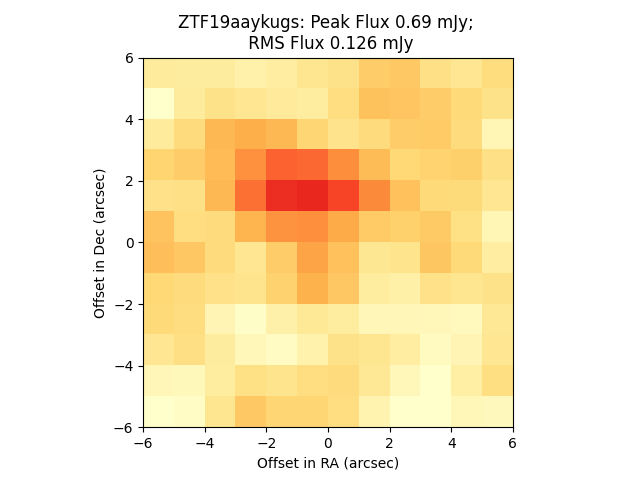 ZTF19aaykugs: Peak Flux 0.69 mJy;
RMS Flux 0.126 mJy
6
4
2
0
−2
−4
−6
Offset in Dec (arcsec)
−6 −4 −2 0 2 4 6
Offset in RA (arcsec)